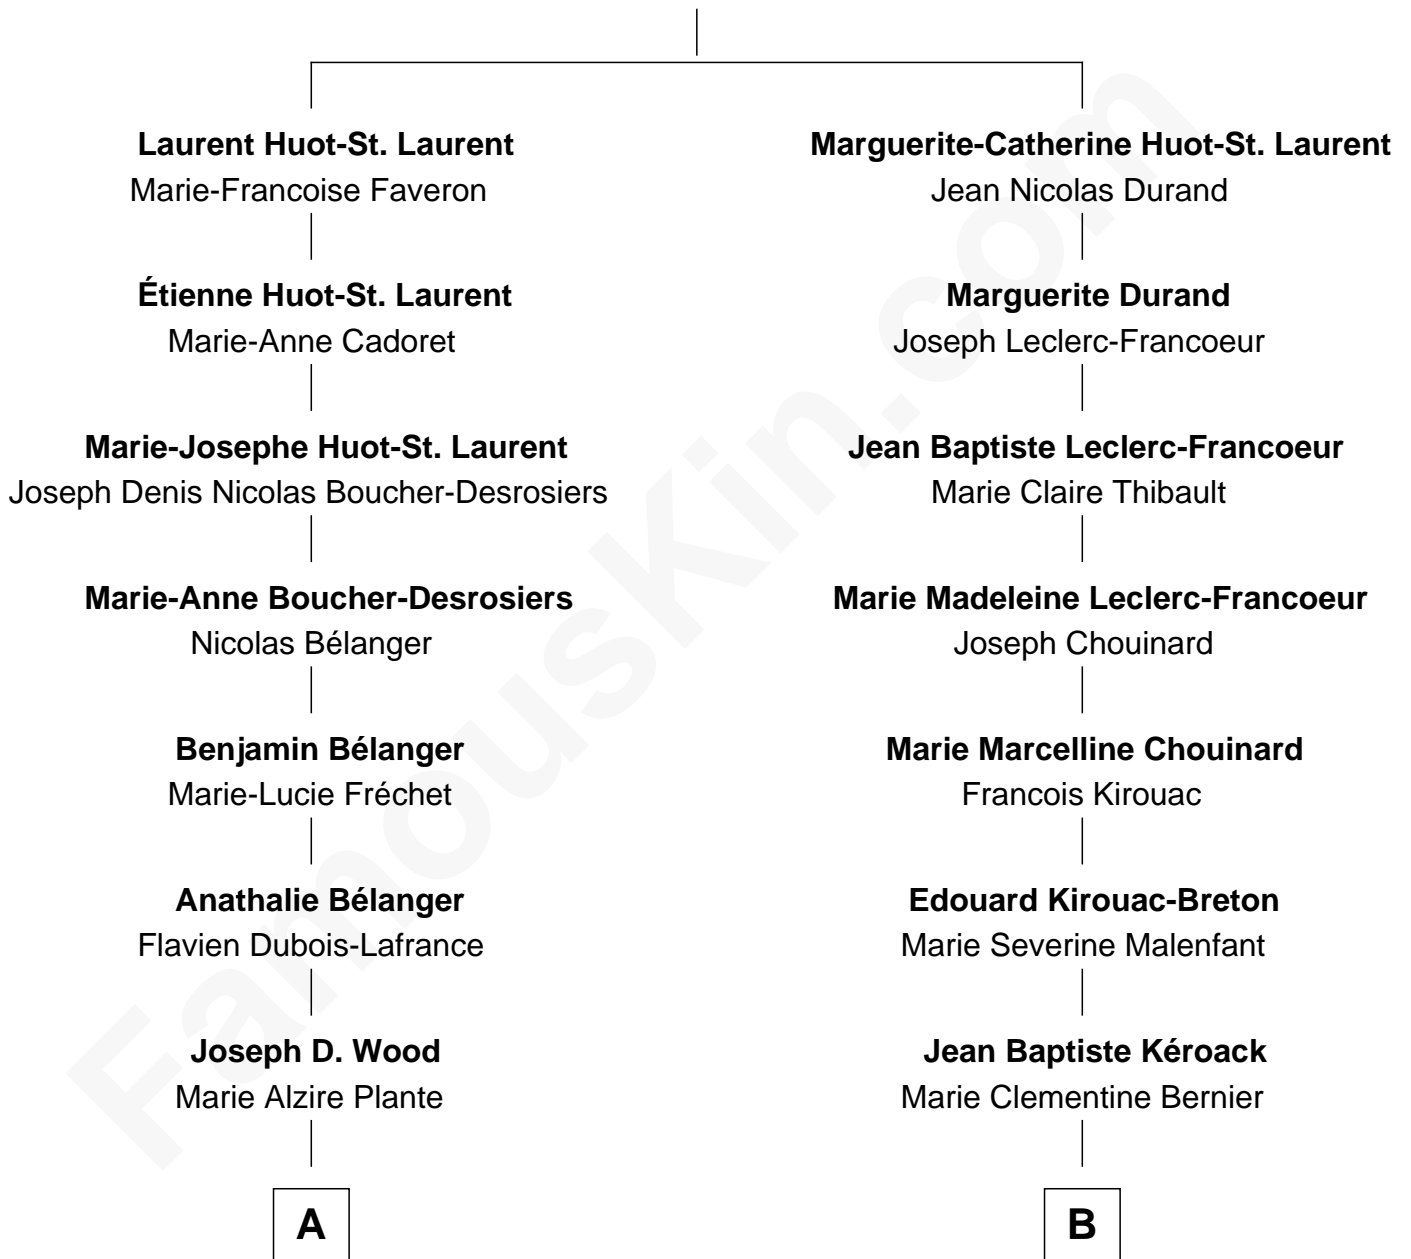 Laurent Huot-St. Laurent
Marie-Francoise Faveron
Étienne Huot-St. Laurent
Marie-Anne Cadoret
Marie-Josephe Huot-St. Laurent
Joseph Denis Nicolas Boucher-Desrosiers
Marie-Anne Boucher-Desrosiers
Nicolas Bélanger
Benjamin Bélanger
Marie-Lucie Fréchet
Anathalie Bélanger
Flavien Dubois-Lafrance
Joseph D. Wood
Marie Alzire Plante
A
Marguerite-Catherine Huot-St. Laurent
Jean Nicolas Durand
Marguerite Durand
Joseph Leclerc-Francoeur
Jean Baptiste Leclerc-Francoeur
Marie Claire Thibault
Marie Madeleine Leclerc-Francoeur
Joseph Chouinard
Marie Marcelline Chouinard
Francois Kirouac
Edouard Kirouac-Breton
Marie Severine Malenfant
Jean Baptiste Kéroack
Marie Clementine Bernier
B
FamousKin.com